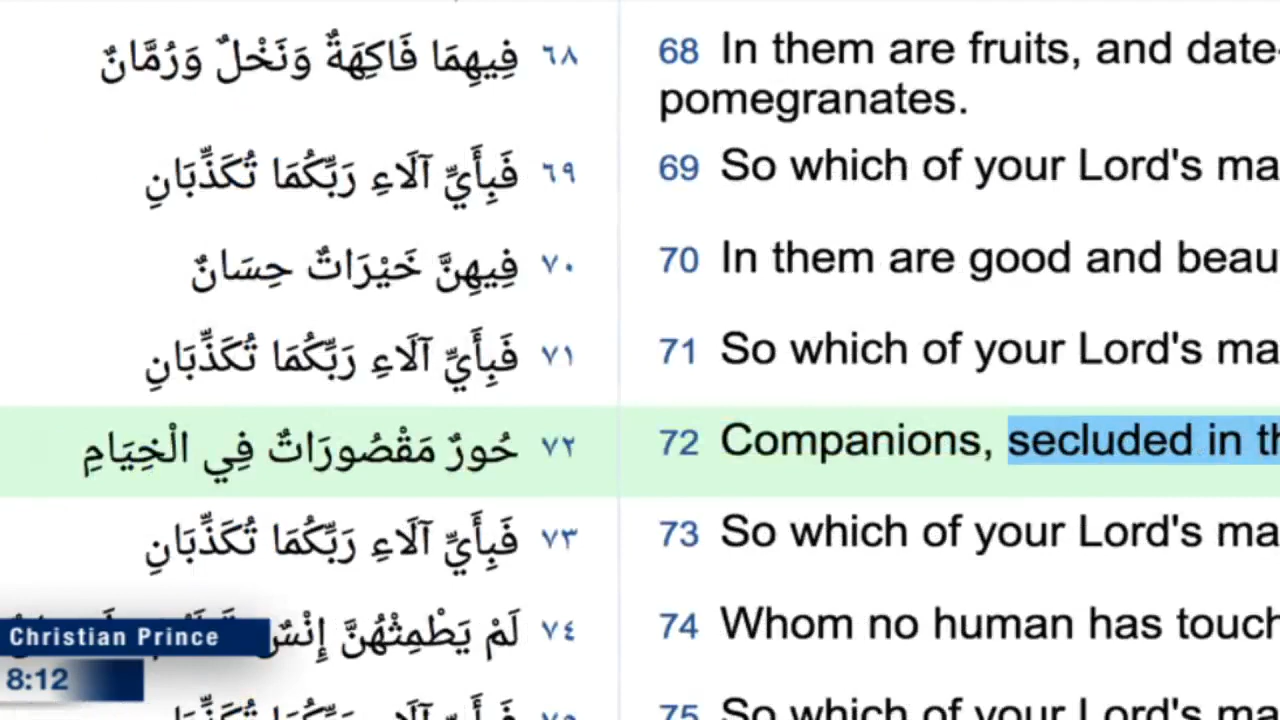 ٦٨ فِيهِمَا فَاكِهَةٌ وَنَخْلٌ وَرُمَّانٌ
68 In them are fruits, and date-
pomegranates.
٦٩ فَبِأَيِّ آلَاءِ رَبِّكُمَا تُكَذِّبَانِ
69 So which of your Lord's ma
٧٠ فِيهِنَّ خَيْرَاتٌ حِسَانٌ
70 In them are good and beau
٧١ فَبِأَيِّ آلَاءِ رَبِّكُمَا تُكَذِّبَانِ
71 So which of your Lord's ma
٧٢ حُورٌ مَقْصُورَاتٌ فِي الْخِيَامِ
72 Companions, secluded in th
٧٣ فَبِأَيِّ آلَاءِ رَبِّكُمَا تُكَذِّبَانِ
73 So which of your Lord's ma
٧٤ لَمْ يَطْمِثْهُنَّ إِنْسٌ
74 Whom no human has touch
فَبِأَيِّ آلَاءِ رَبِّكُمَا تُكَذِّبَانِ
75 So which of your Lord's ma
Christian Prince
8:12